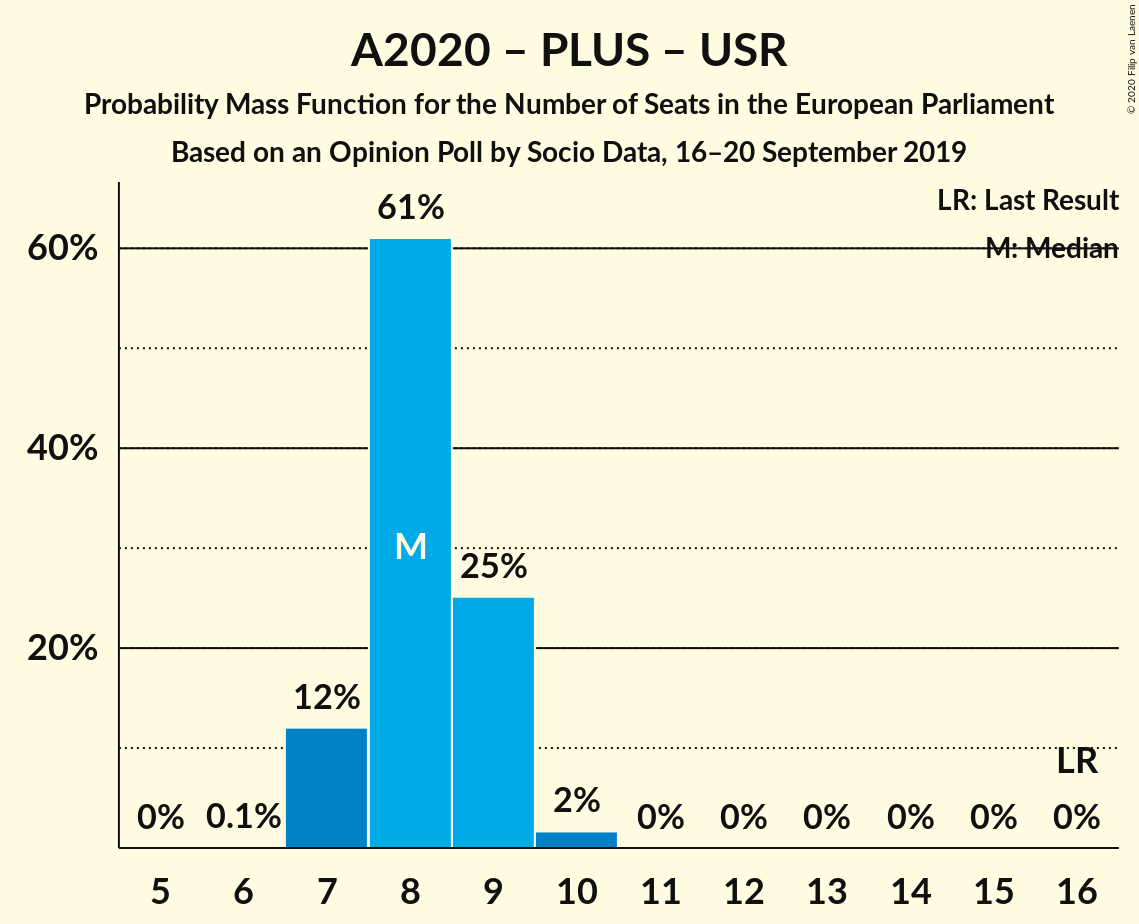 A2020 – PLUS – USR
Probability Mass Function for the Number of Seats in the European Parliament
Based on an Opinion Poll by Socio Data, 16–20 September 2019
© 2020 Filip van Laenen
LR: Last Result
M: Median
60%
40%
20%
0%
0.1%
12%
61%
M
25%
2%
0%
0%
0%
0%
0%
LR
0%
5 6 7 8 9 10 11 12 13 14 15 16